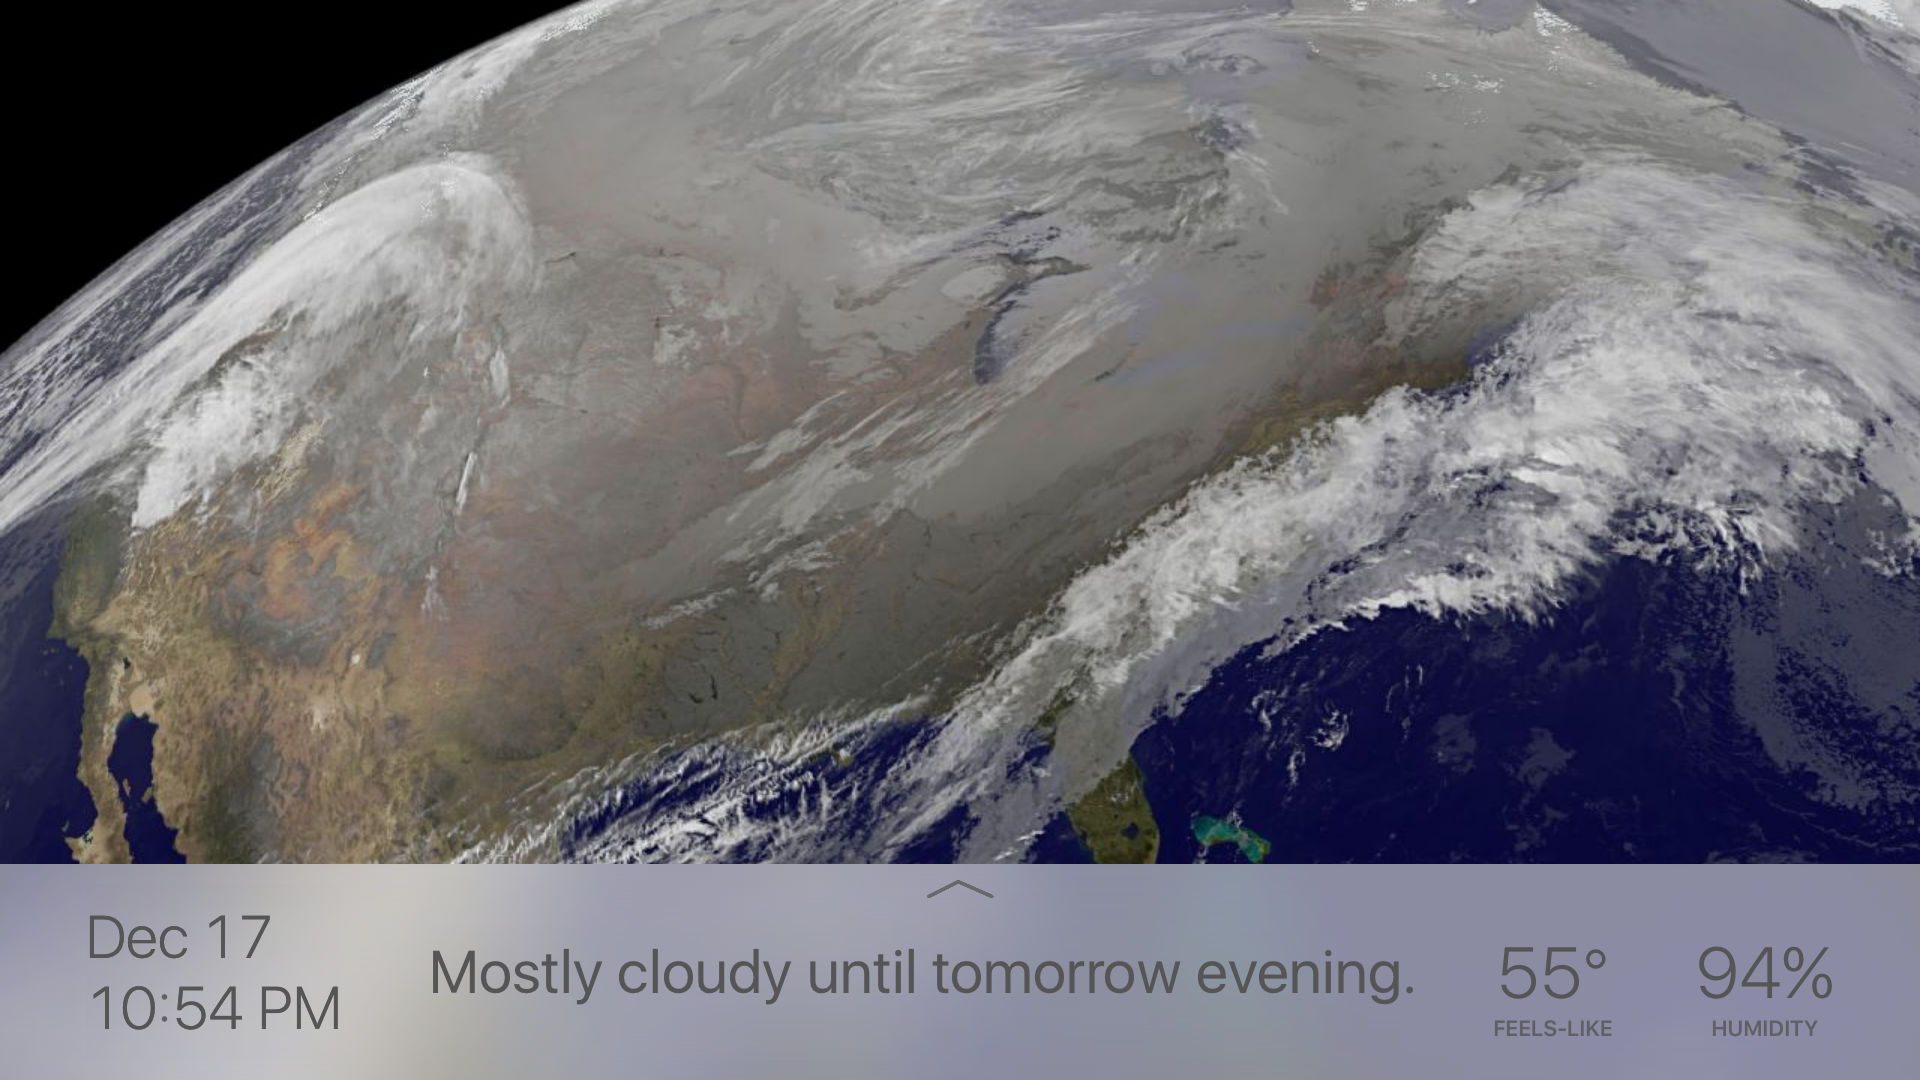 Dec 17
10:54 PM
Mostly cloudy until tomorrow evening.
55°
FEELS-LIKE
94%
HUMIDITY